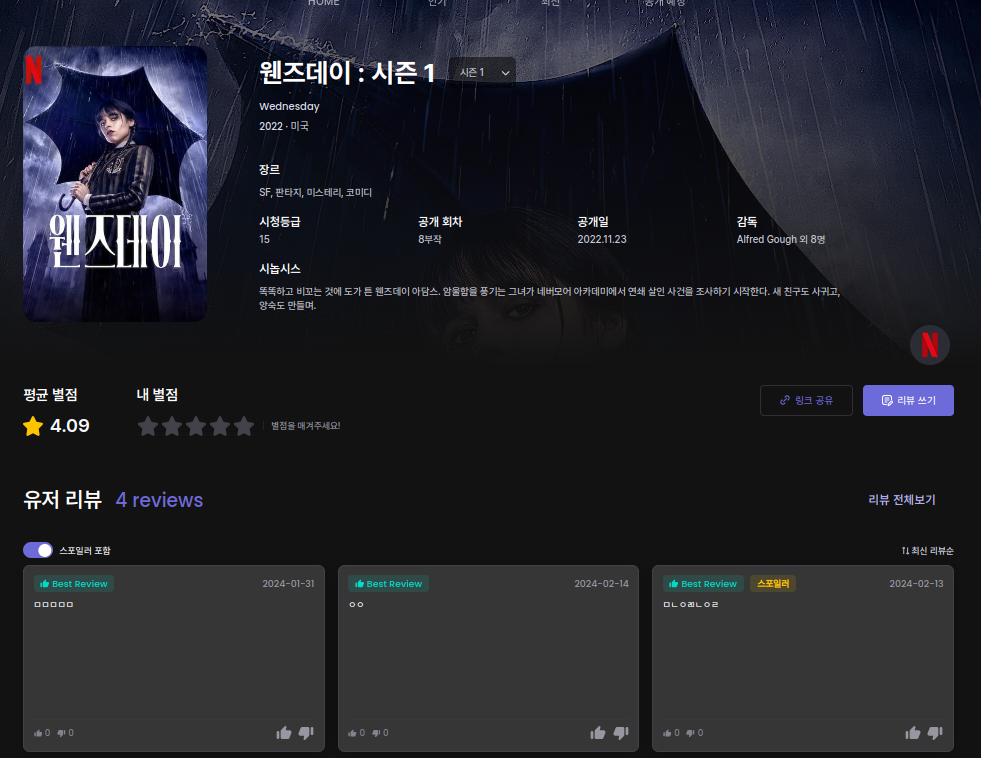 HOME 인기 최신 공개 예정
N
웬즈데이
웬즈데이 : 시즌 1 시즌 1
Wednesday
2022 · 미국
장르
SF, 판타지, 미스테리, 코미디
시청등급 공개 회차 공개일 감독
15 8부작 2022.11.23 Alfred Gough 외 8명
시놉시스
똑똑하고 비꼬는 것에 도가 튼 웬즈데이 아담스. 암울함을 풍기는 그녀가 네버모어 아카데미에서 연쇄 살인 사건을 조사하기 시작한다. 새 친구도 사귀고,
앙숙도 만들며.
N
평균 별점 내 별점
4.09 별점을 매겨주세요!
링크 공유 리뷰 쓰기
유저 리뷰 4 reviews 리뷰 전체보기
스포일러 포함 최신 리뷰순
Best Review 2024-01-31
ㅁㅁㅁㅁㅁ
0 0
Best Review 2024-02-14
ㅇㅇ
0 0
Best Review 스포일러 2024-02-13
0 0